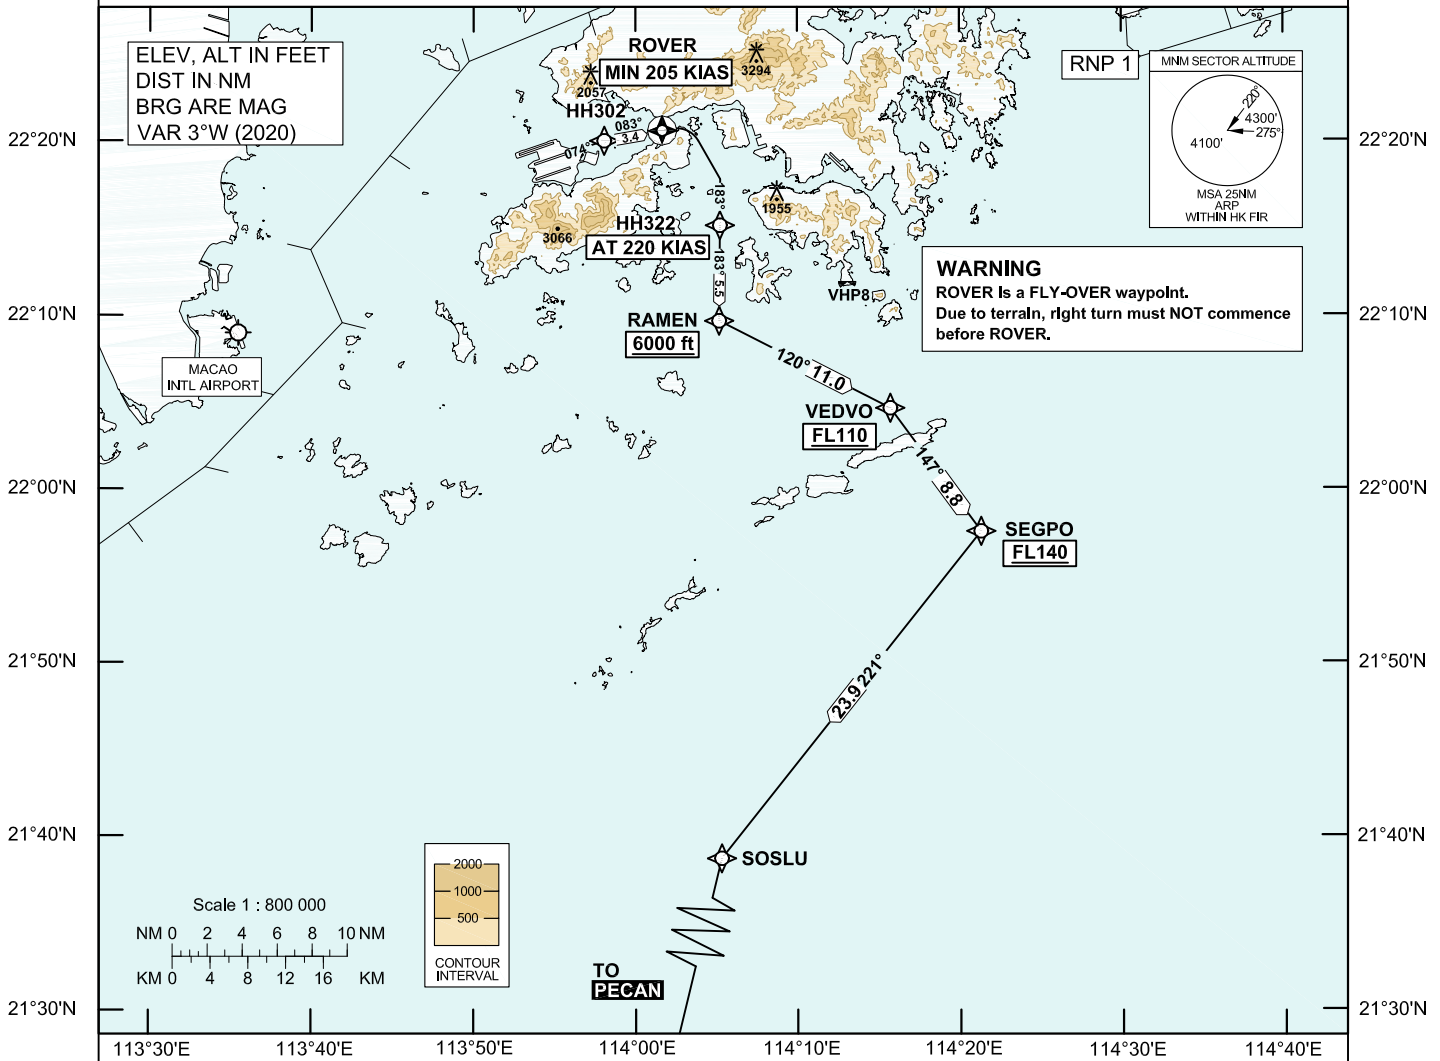 ELEV, ALT IN FEET
DIST IN NM
BRG ARE MAG
VAR 3°W (2020)
ROVER
MIN 205 KIAS
2057
3294
RNP 1
MNM SECTOR ALTITUDE
220°
4300'
275°
4100'
MSA 25NM
ARP
WITHIN HK FIR
22°20'N
22°20'N
HH302
083°
3.4
074°
183°
1955
3066
HH322
AT 220 KIAS
183° 5.5
VHP8
WARNING
ROVER Is a FLY-OVER waypoint.
Due to terrain, right turn must NOT commence
before ROVER.
22°10'N
22°10'N
RAMEN
6000 ft
MACAO
INTL AIRPORT
120° 11.0
VEDVO
FL110
147° 8.8
22°00'N
22°00'N
SEGPO
FL140
21°50'N
21°50'N
23.9 221°
21°40'N
21°40'N
SOSLU
Scale 1 : 800 000
NM 0 2 4 6 8 10 NM
KM 0 4 8 12 16 KM
2000
1000
500
CONTOUR
INTERVAL
TO
PECAN
21°30'N
21°30'N
113°30'E 113°40'E 113°50'E 114°00'E 114°10'E 114°20'E 114°30'E 114°40'E